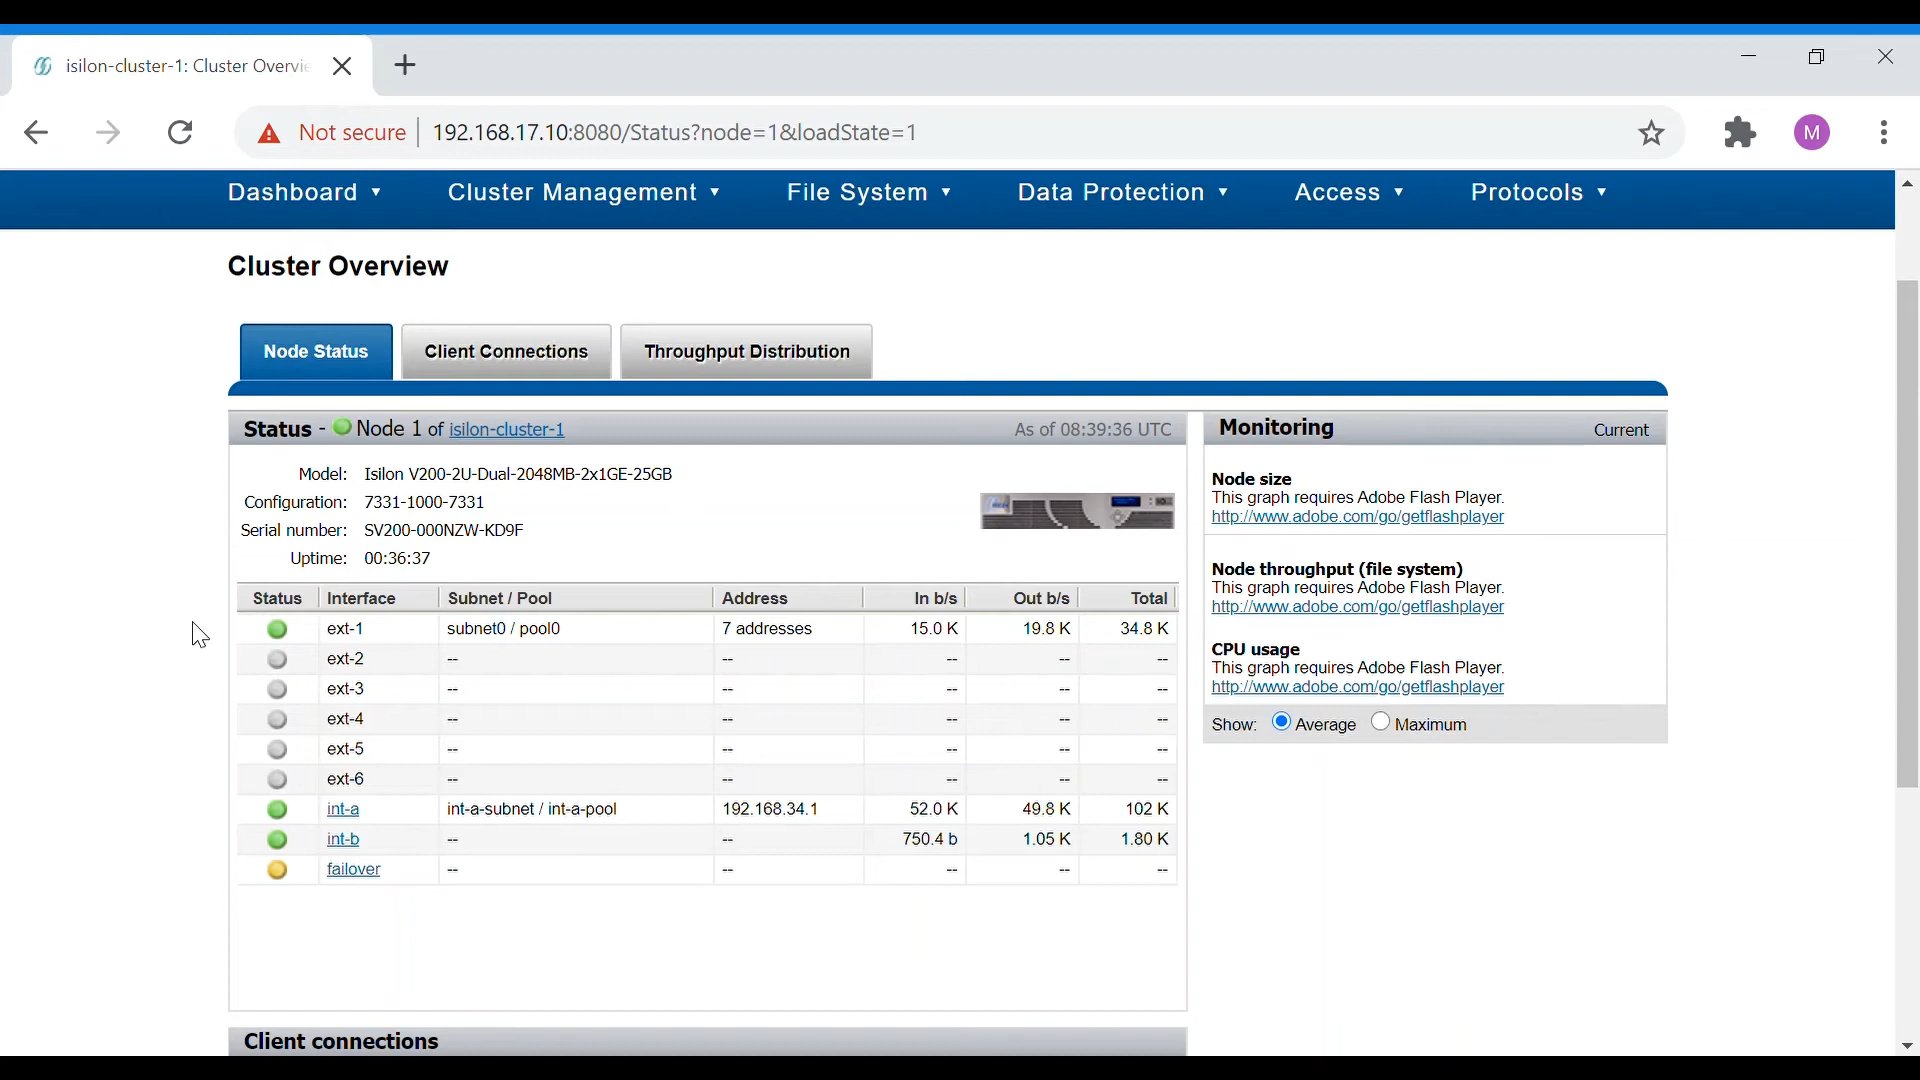 isilon-cluster-1: Cluster Overvie
Not secure 192.168.17.10:8080/Status?node=1&loadState=1
M
Dashboard ▼ Cluster Management ▼ File System ▼ Data Protection ▼ Access ▼ Protocols ▼
Cluster Overview
Node Status Client Connections Throughput Distribution
Status - Node 1 of isilon-cluster-1 As of 08:39:36 UTC
Model: Isilon V200-2U-Dual-2048MB-2x1GE-25GB
Configuration: 7331-1000-7331
Serial number: SV200-000NZW-KD9F
Uptime: 00:36:37
Status Interface Subnet / Pool Address In b/s Out b/s Total
ext-1 subnet0 / pool0 7 addresses 15.0 K 19.8 K 34.8 K
ext-2 -- -- -- -- --
ext-3 -- -- -- -- --
ext-4 -- -- -- -- --
ext-5 -- -- -- -- --
ext-6 -- -- -- -- --
int-a int-a-subnet / int-a-pool 192.168.34.1 52.0 K 49.8 K 102 K
int-b -- -- 750.4 b 1.05 K 1.80 K
failover -- -- -- -- --
Monitoring Current
Node size
This graph requires Adobe Flash Player.
http://www.adobe.com/go/getflashplayer
Node throughput (file system)
This graph requires Adobe Flash Player.
http://www.adobe.com/go/getflashplayer
CPU usage
This graph requires Adobe Flash Player.
http://www.adobe.com/go/getflashplayer
Show: Average Maximum
Client connections